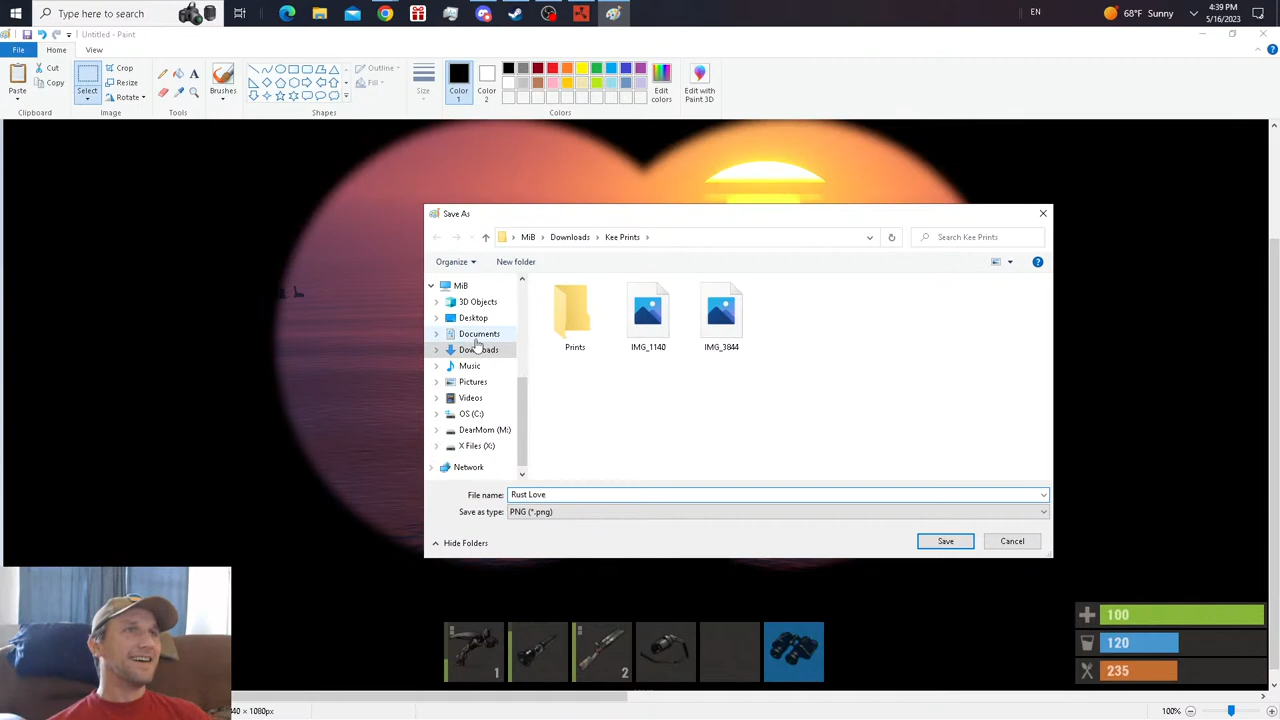 Type here to search
EN
68°F Sunny
4:39 PM
5/16/2023
Untitled - Paint
File
Home
View
Paste
Cut
Copy
Clipboard
Select
Crop
Resize
Rotate
Image
Tools
Brushes
Outline
Fill
Shapes
Size
Color
1
Color
2
Edit
colors
Colors
Edit with
Paint 3D
Save As
MiB
Downloads
Kee Prints
Search Kee Prints
Organize
New folder
MiB
3D Objects
Desktop
Documents
Downloads
Music
Pictures
Videos
OS (C:)
DearMom (M:)
X Files (X:)
Network
Prints
IMG_1140
IMG_3844
File name:
Rust Love
Save as type:
PNG (*.png)
Hide Folders
Save
Cancel
1
2
100
120
235
40 × 1080px
100%